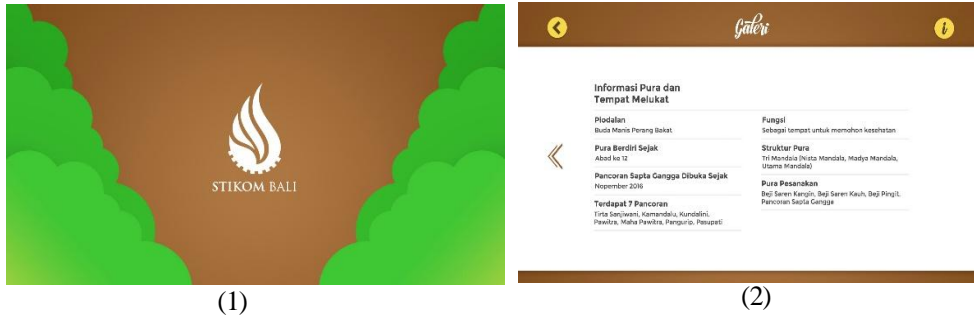 STIKOM BALI
(1)
Galeri
i
Informasi Pura dan
Tempat Melukat
Piodalan
Buda Manis Perang Bakat
Pura Berdiri Sejak
Abad ke 12
Pancoran Sapta Gangga Dibuka Sejak
Nopember 2016
Terdapat 7 Pancoran
Tirta Sanjiwani, Kamandalu, Kundalini,
Pawitra, Maha Pawitra, Pangurip, Pasupati
Fungsi
Sebagai tempat untuk memohon kesehatan
Struktur Pura
Tri Mandala (Nista Mandala, Madya Mandala,
Utama Mandala)
Pura Pesanakan
Beji Saren Kangin, Beji Saren Kauh, Beji Pingit,
Pancoran Sapta Gangga
(2)